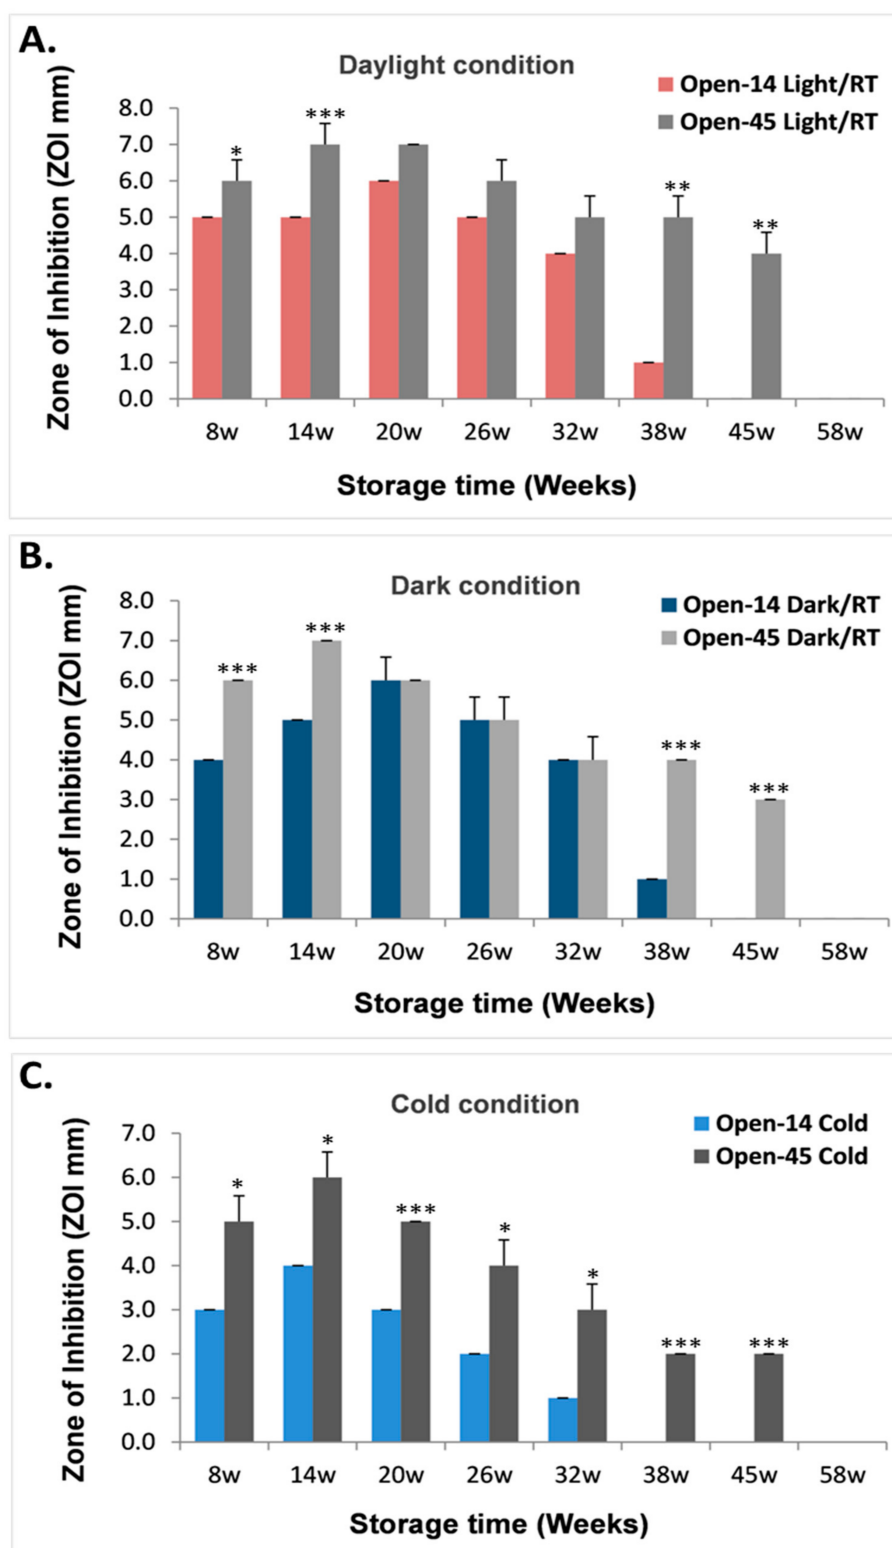 A.
Daylight condition
Open-14 Light/RT
Open-45 Light/RT
Zone of Inhibition (ZOI mm)
8.0
7.0
6.0
5.0
4.0
3.0
2.0
1.0
0.0
*
***
**
**
8w 14w 20w 26w 32w 38w 45w 58w
Storage time (Weeks)
B.
Dark condition
Open-14 Dark/RT
Open-45 Dark/RT
Zone of Inhibition (ZOI mm)
8.0
7.0
6.0
5.0
4.0
3.0
2.0
1.0
0.0
***
***
***
***
8w 14w 20w 26w 32w 38w 45w 58w
Storage time (Weeks)
C.
Cold condition
Open-14 Cold
Open-45 Cold
Zone of Inhibition (ZOI mm)
7.0
6.0
5.0
4.0
3.0
2.0
1.0
0.0
*
*
***
*
*
***
***
8w 14w 20w 26w 32w 38w 45w 58w
Storage time (Weeks)